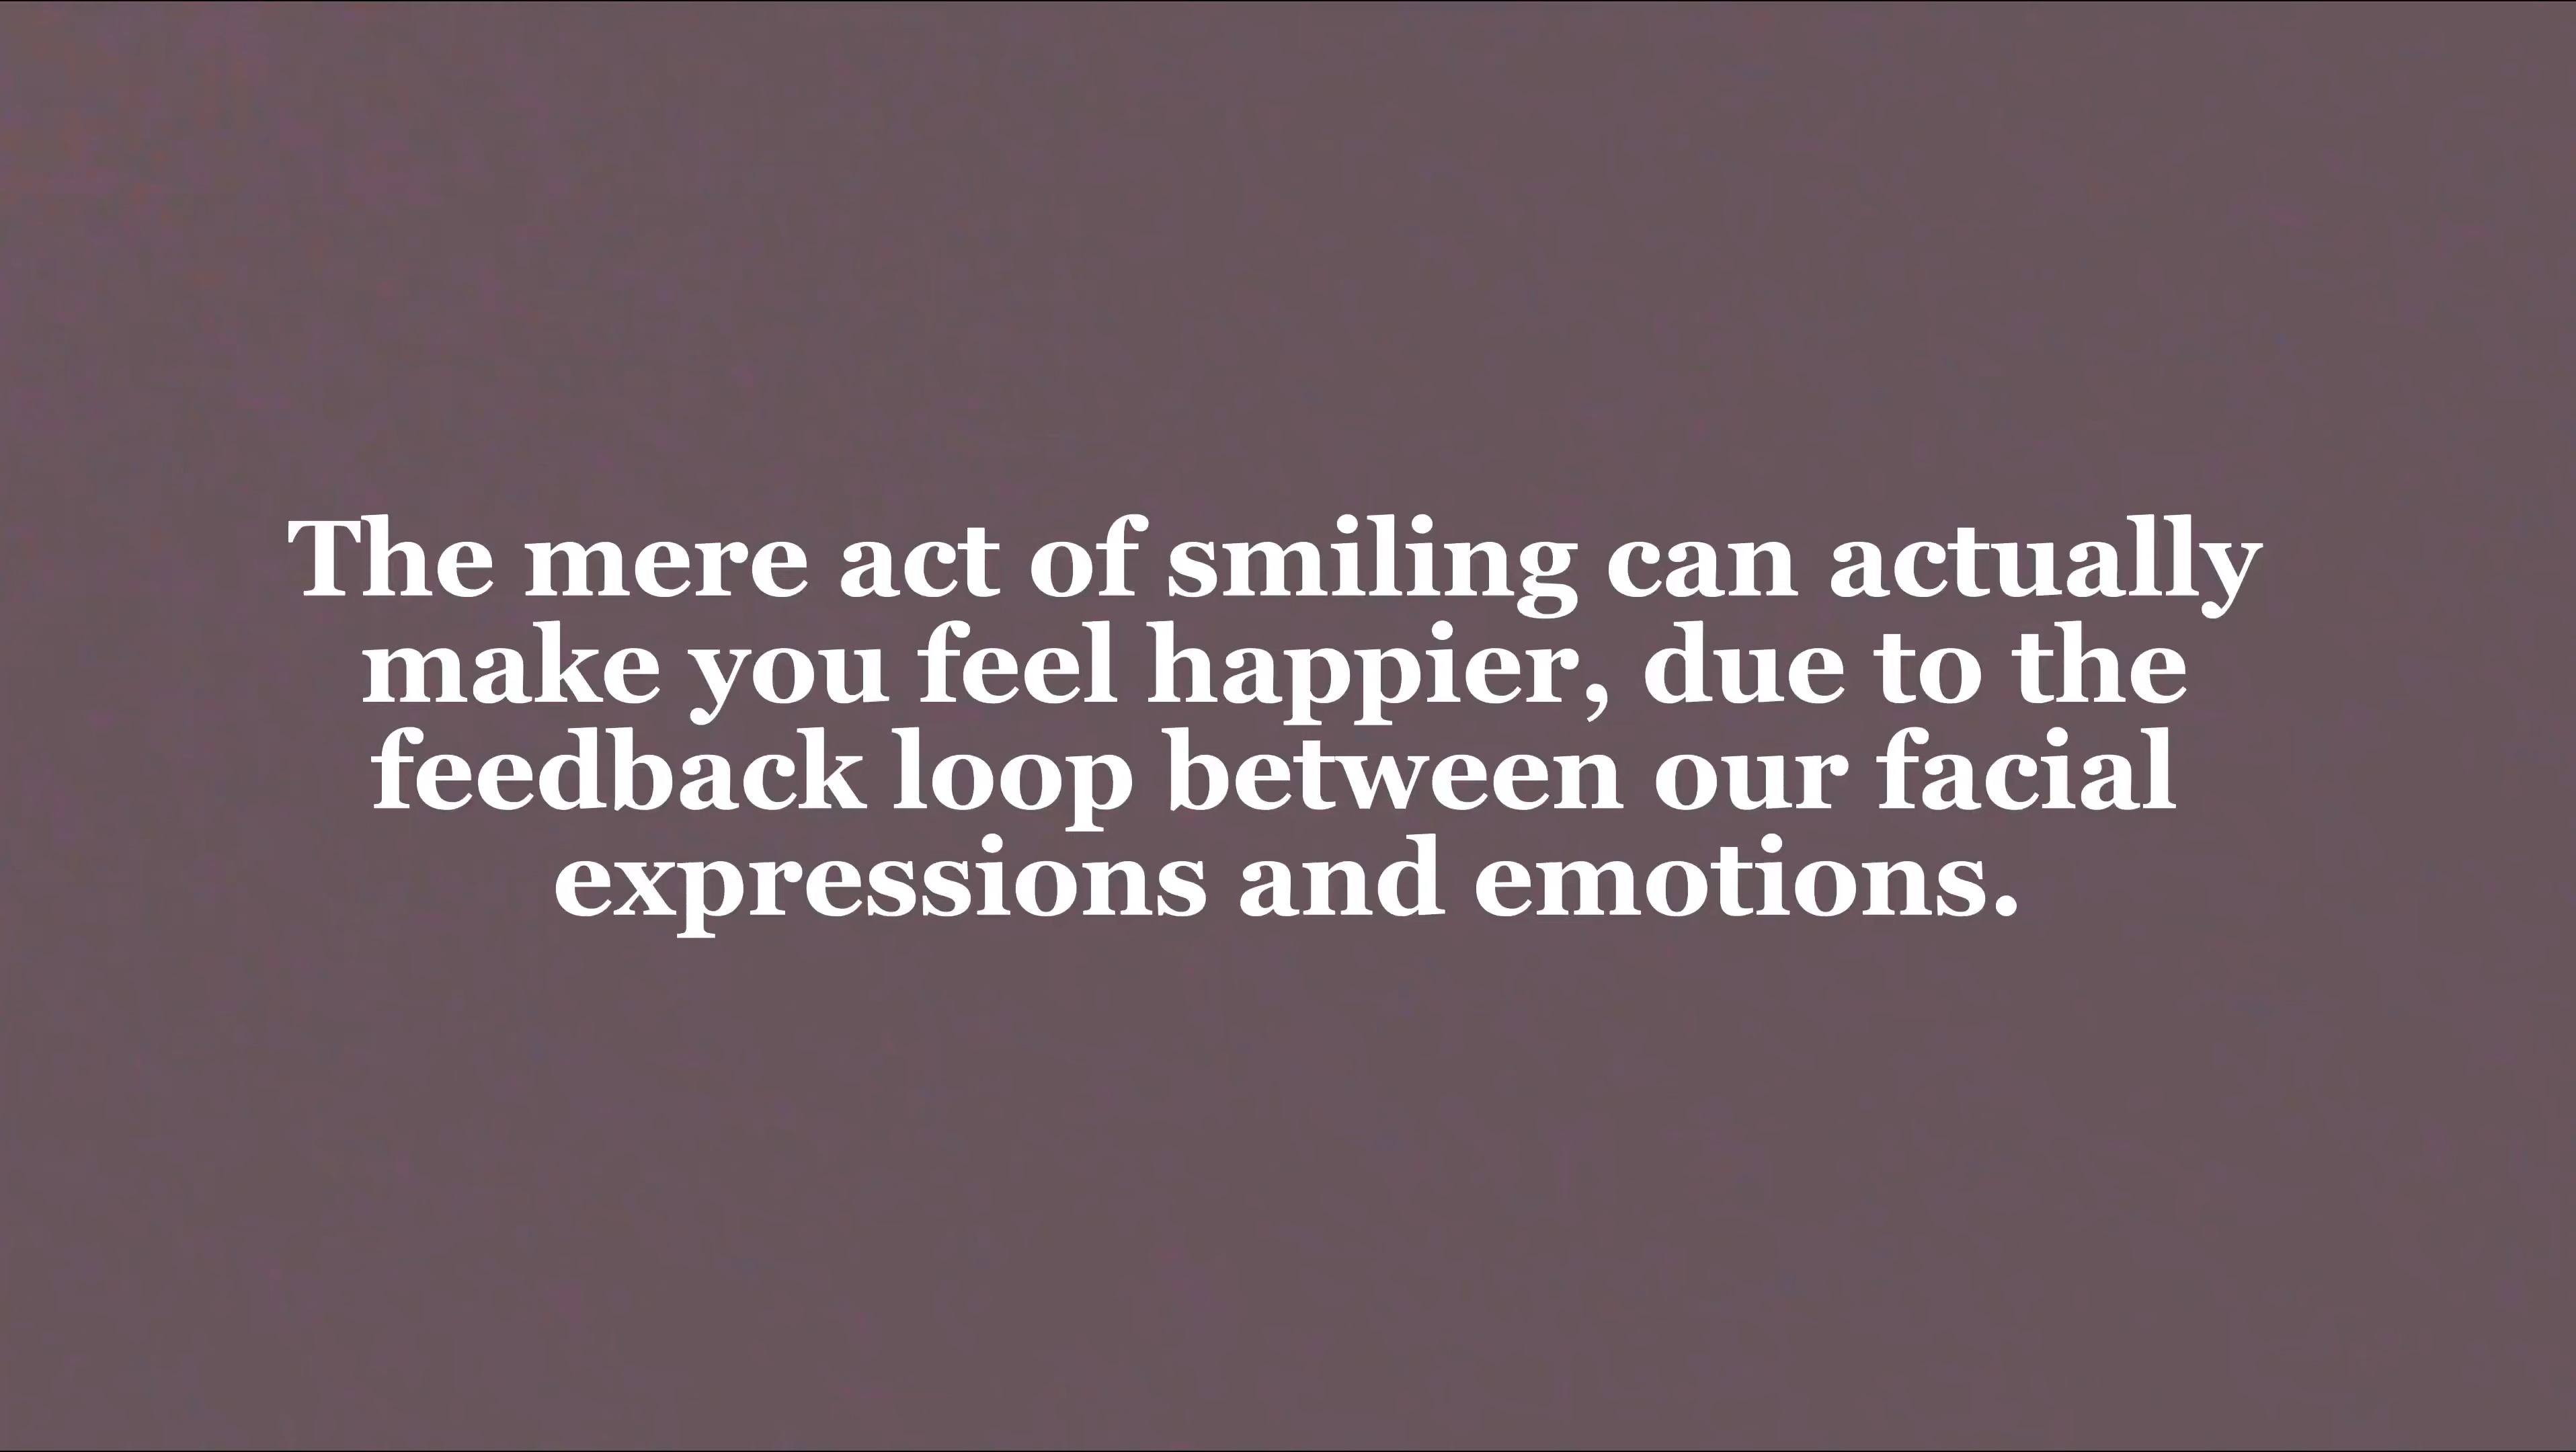 The mere act of smiling can actually
make you feel happier, due to the
feedback loop between our facial
expressions and emotions.